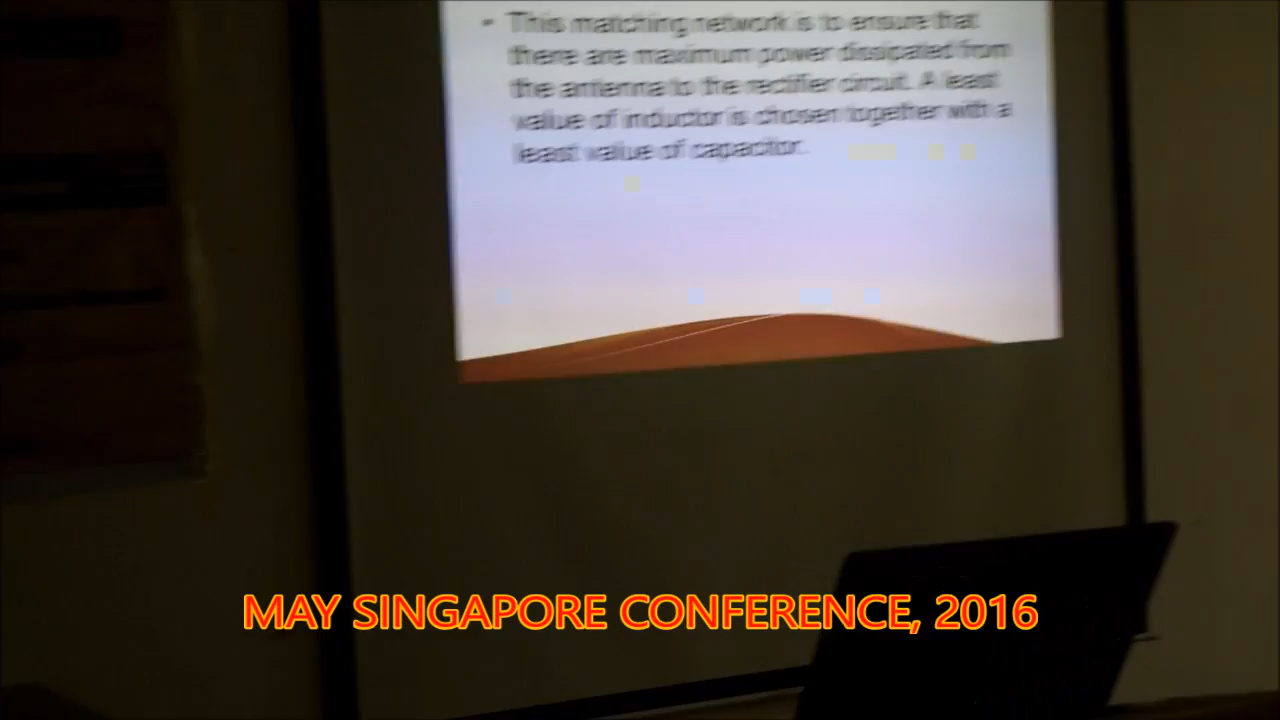 • This matching network is to ensure that
there are maximum power dissipated from
the antenna to the rectifier circuit. A least
value of inductor is chosen together with a
least value of capacitor.
MAY SINGAPORE CONFERENCE, 2016